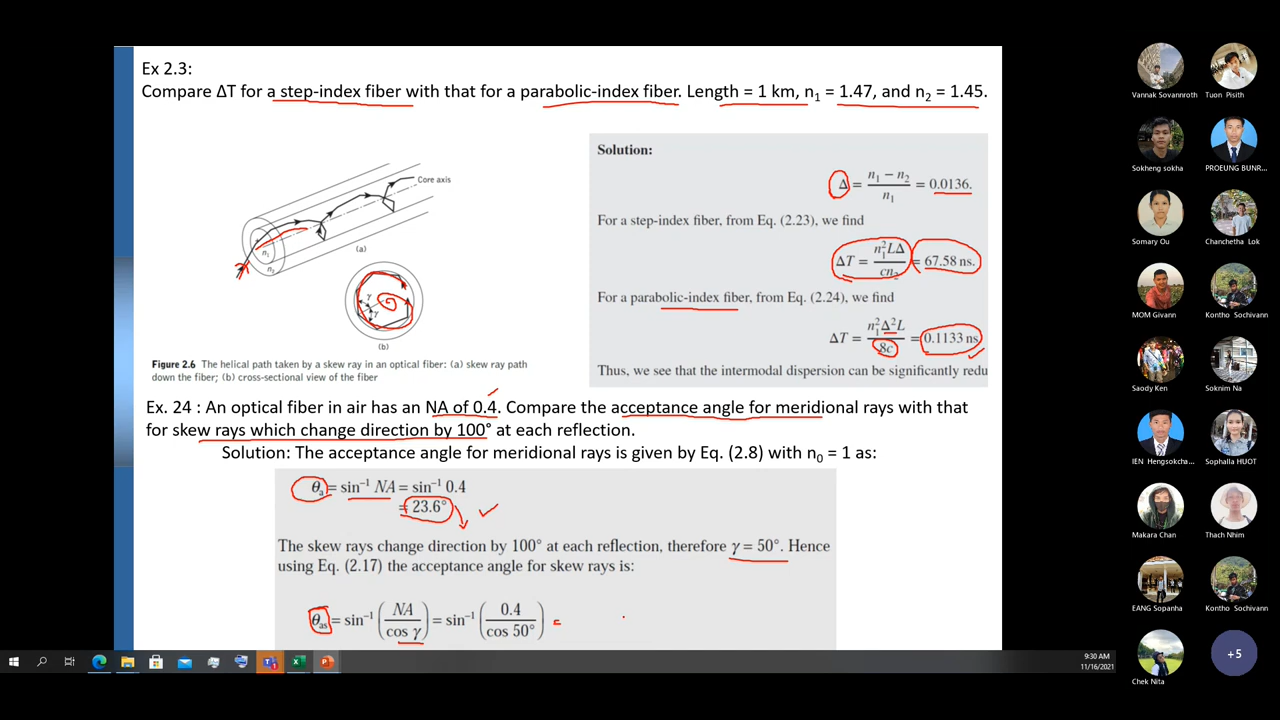 Ex 2.3:
Compare ΔT for a step-index fiber with that for a parabolic-index fiber. Length = 1 km, n₁ = 1.47, and n₂ = 1.45.
Core axis
n₁
n₂
(a)
γ
γ
(b)
Figure 2.6 The helical path taken by a skew ray in an optical fiber: (a) skew ray path
down the fiber; (b) cross-sectional view of the fiber
Solution:
Δ = (n₁ − n₂)/n₁ = 0.0136.
For a step-index fiber, from Eq. (2.23), we find
ΔT = n₁²LΔ/cn₂ = 67.58 ns.
For a parabolic-index fiber, from Eq. (2.24), we find
ΔT = n₁²Δ²L/8c = 0.1133 ns
Thus, we see that the intermodal dispersion can be significantly redu
Ex. 24 : An optical fiber in air has an NA of 0.4. Compare the acceptance angle for meridional rays with that
for skew rays which change direction by 100° at each reflection.
Solution: The acceptance angle for meridional rays is given by Eq. (2.8) with n₀ = 1 as:
θₐ = sin⁻¹ NA = sin⁻¹ 0.4
= 23.6°
The skew rays change direction by 100° at each reflection, therefore γ = 50°. Hence
using Eq. (2.17) the acceptance angle for skew rays is:
θₐₛ = sin⁻¹ (NA/cos γ) = sin⁻¹ (0.4/cos 50°) =
9:30 AM
11/16/2021
Vannak Sovannroth
Tuon Pisith
Sokheng sokha
PROEUNG BUNR...
Somary Ou
Chanchetha Lok
MOM Givann
Kontho Sochivann
Saody Ken
Soknim Na
IEN Hengsokcha...
Sophalla HUOT
Makara Chan
Thach Nhim
EANG Sopanha
Kontho Sochivann
Chek Nita
+5